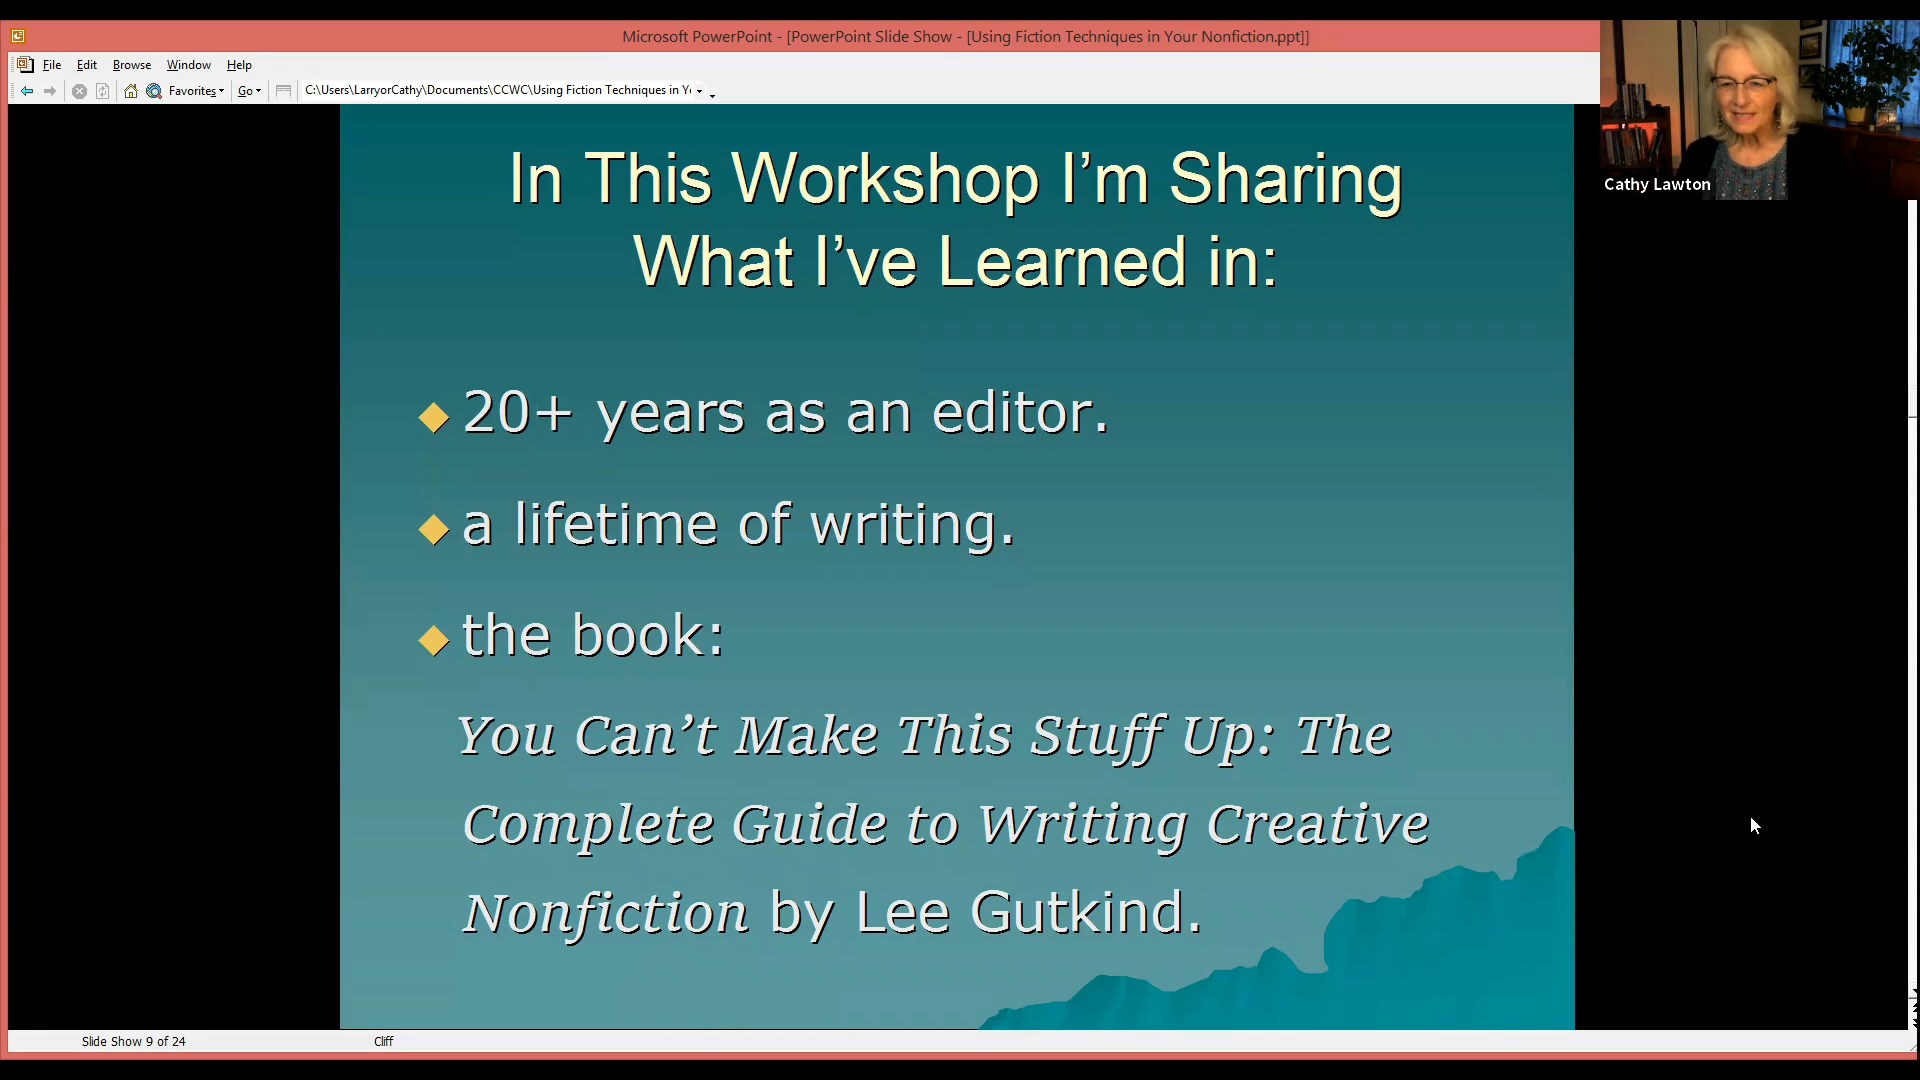 Microsoft PowerPoint - [PowerPoint Slide Show - [Using Fiction Techniques in Your Nonfiction.ppt]]
File Edit Browse Window Help
Favorites Go C:\Users\LarryorCathy\Documents\CCWC\Using Fiction Techniques in
Cathy Lawton
In This Workshop I'm Sharing
What I've Learned in:
20+ years as an editor.
a lifetime of writing.
the book:
You Can't Make This Stuff Up: The
Complete Guide to Writing Creative
Nonfiction by Lee Gutkind.
Slide Show 9 of 24 Cliff